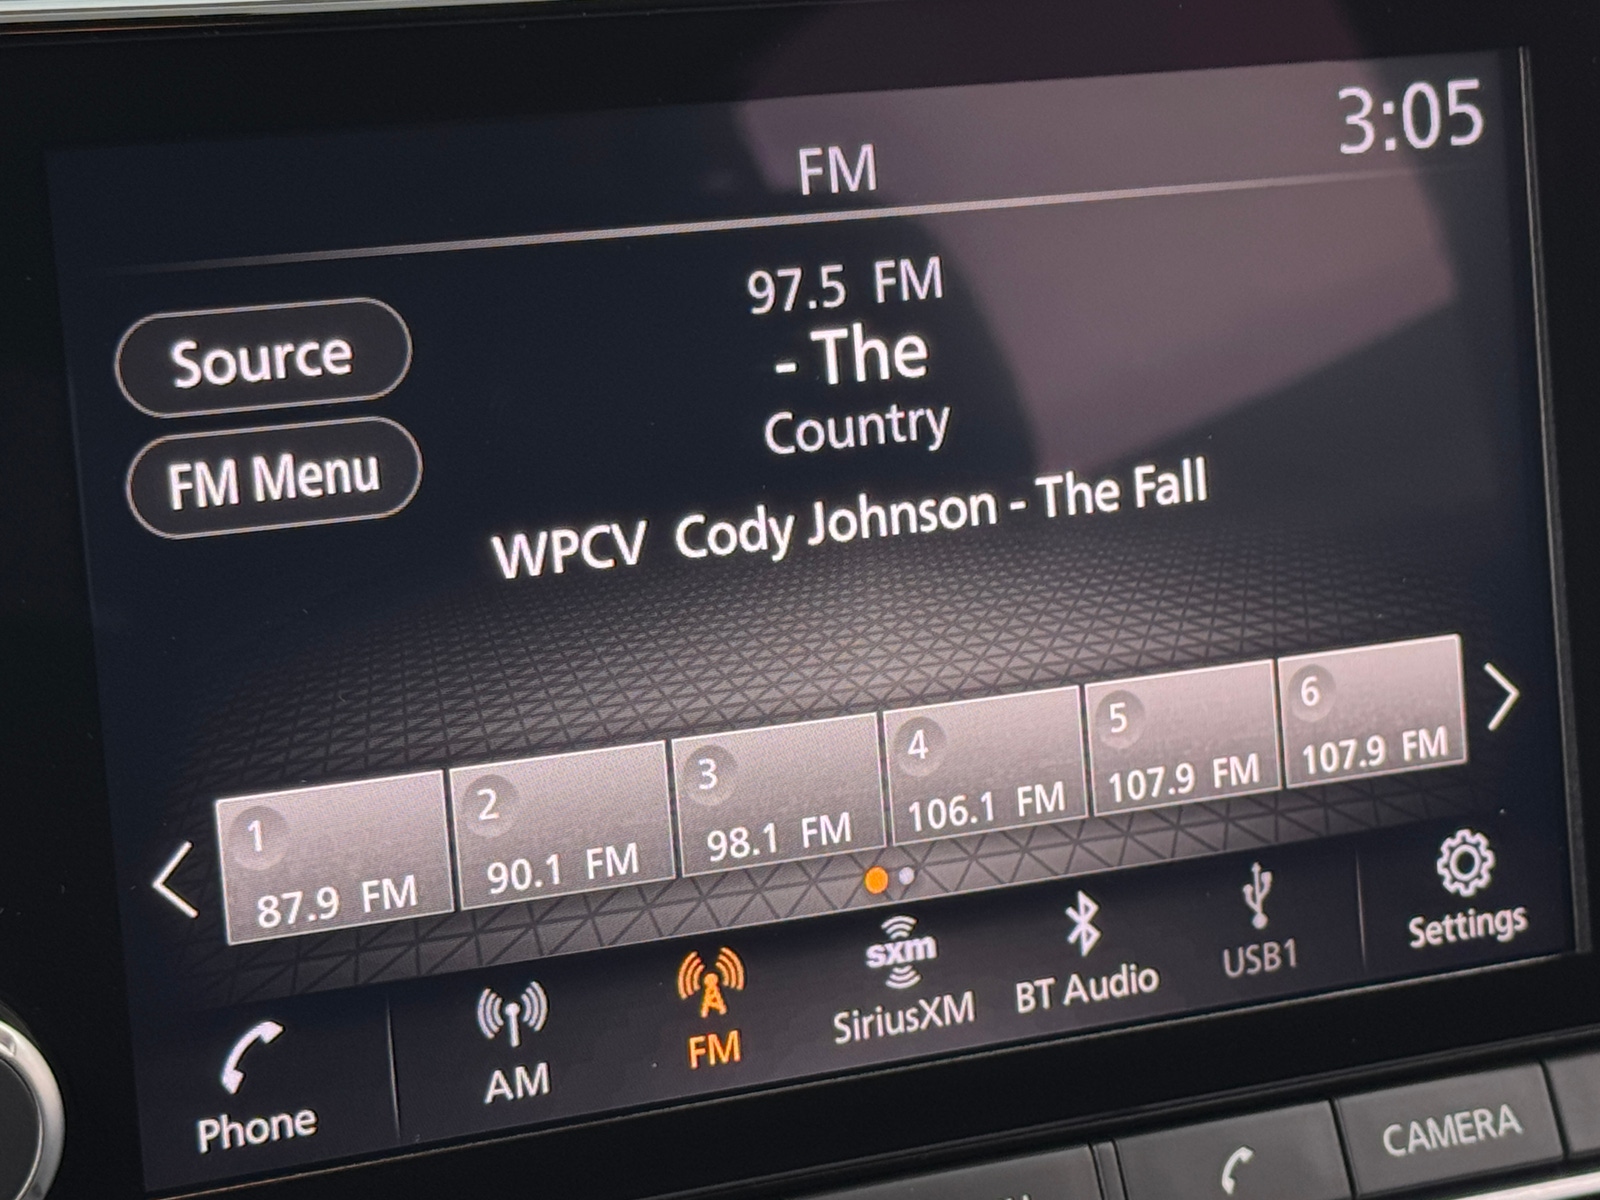 3:05
FM
97.5 FM
- The
Country
Source
FM Menu
WPCV Cody Johnson - The Fall
1
87.9 FM
2
90.1 FM
3
98.1 FM
4
106.1 FM
5
107.9 FM
6
107.9 FM
Phone
AM
FM
sxm
SiriusXM
BT Audio
USB1
Settings
CAMERA